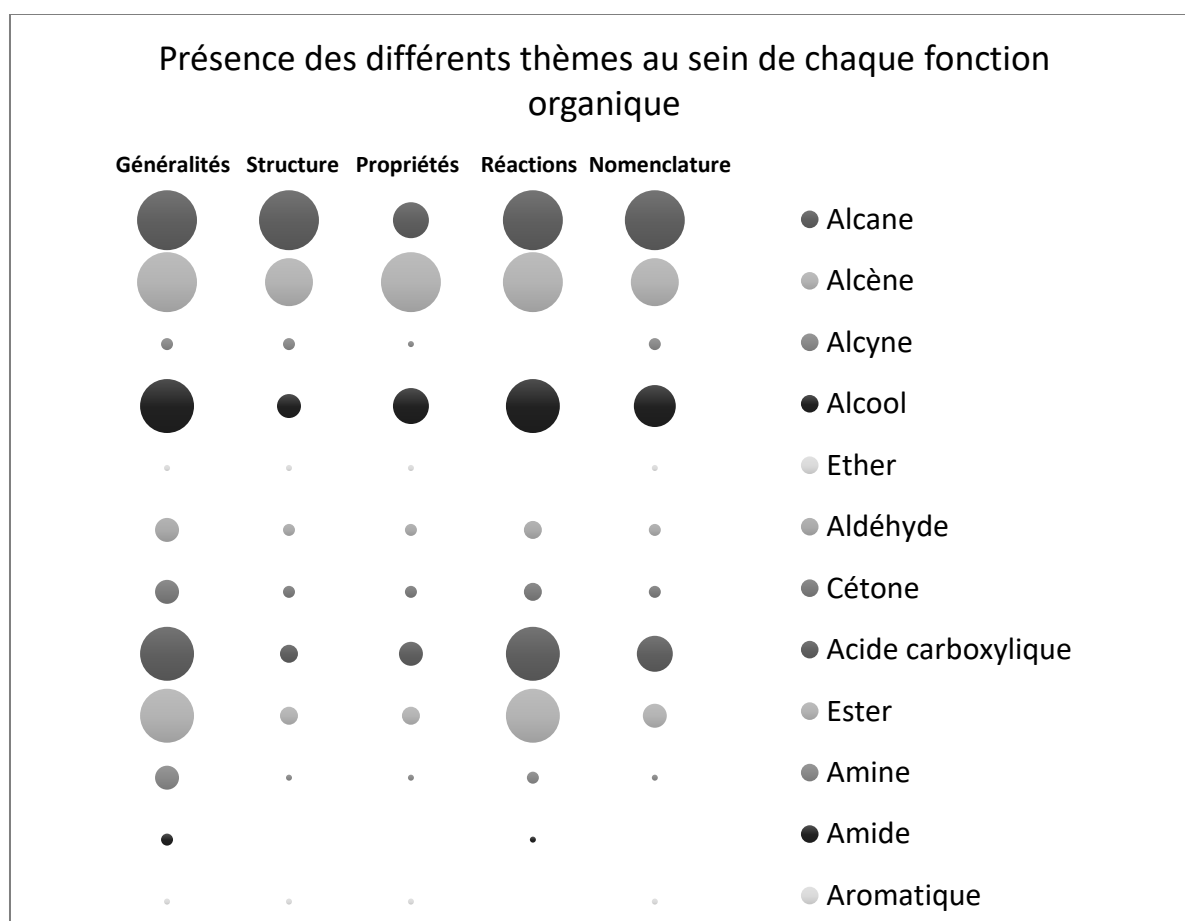 Présence des différents thèmes au sein de chaque fonction
organique
Généralités Structure Propriétés Réactions Nomenclature
Alcane
Alcène
Alcyne
Alcool
Ether
Aldéhyde
Cétone
Acide carboxylique
Ester
Amine
Amide
Aromatique